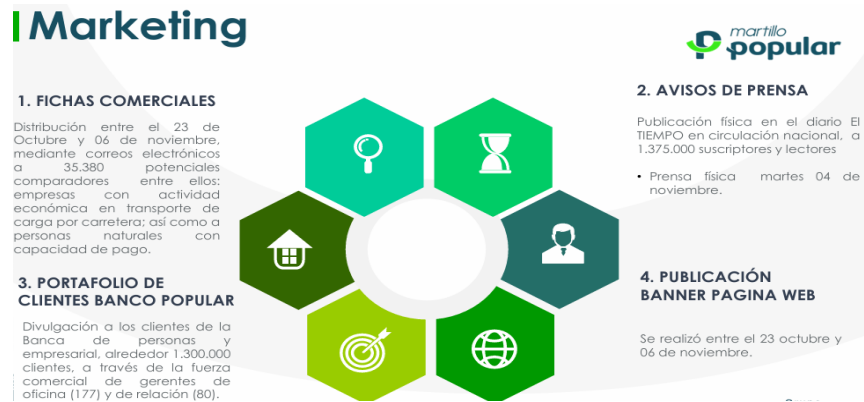 Marketing
martillo
popular
1. FICHAS COMERCIALES
Distribución entre el 23 de
Octubre y 06 de noviembre,
mediante correos electrónicos
a 35.380 potenciales
comparadores entre ellos:
empresas con actividad
económica en transporte de
carga por carretera; así como a
personas naturales con
capacidad de pago.
2. AVISOS DE PRENSA
Publicación física en el diario El
TIEMPO en circulación nacional, a
1.375.000 suscriptores y lectores
• Prensa física martes 04 de
noviembre.
3. PORTAFOLIO DE
CLIENTES BANCO POPULAR
Divulgación a los clientes de la
Banca de personas y
empresarial, alrededor 1.300.000
clientes, a través de la fuerza
comercial de gerentes de
oficina (177) y de relación (80).
4. PUBLICACIÓN
BANNER PAGINA WEB
Se realizó entre el 23 octubre y
06 de noviembre.